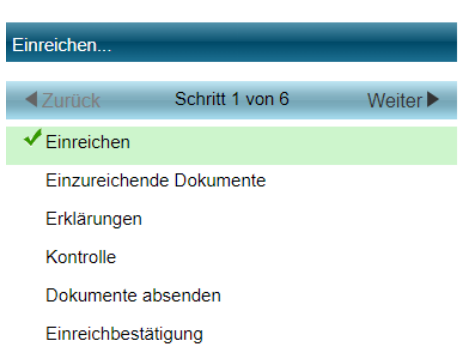 Einreichen...
Zurück Schritt 1 von 6 Weiter
Einreichen
Einzureichende Dokumente
Erklärungen
Kontrolle
Dokumente absenden
Einreichbestätigung